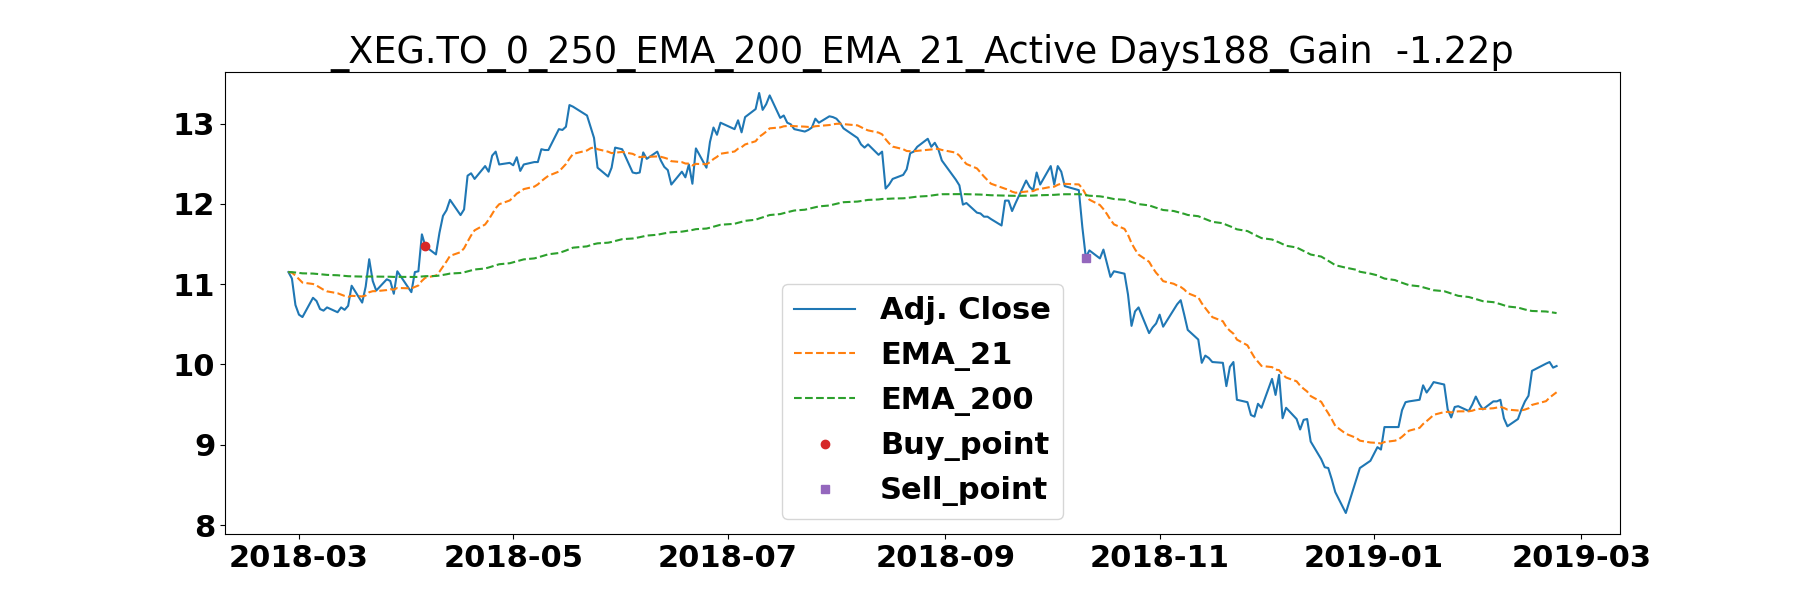 _XEG.TO_0_250_EMA_200_EMA_21_Active Days188_Gain  -1.22p
13
12
11
10
9
8
Adj. Close
EMA_21
EMA_200
Buy_point
Sell_point
2018-03 2018-05 2018-07 2018-09 2018-11 2019-01 2019-03